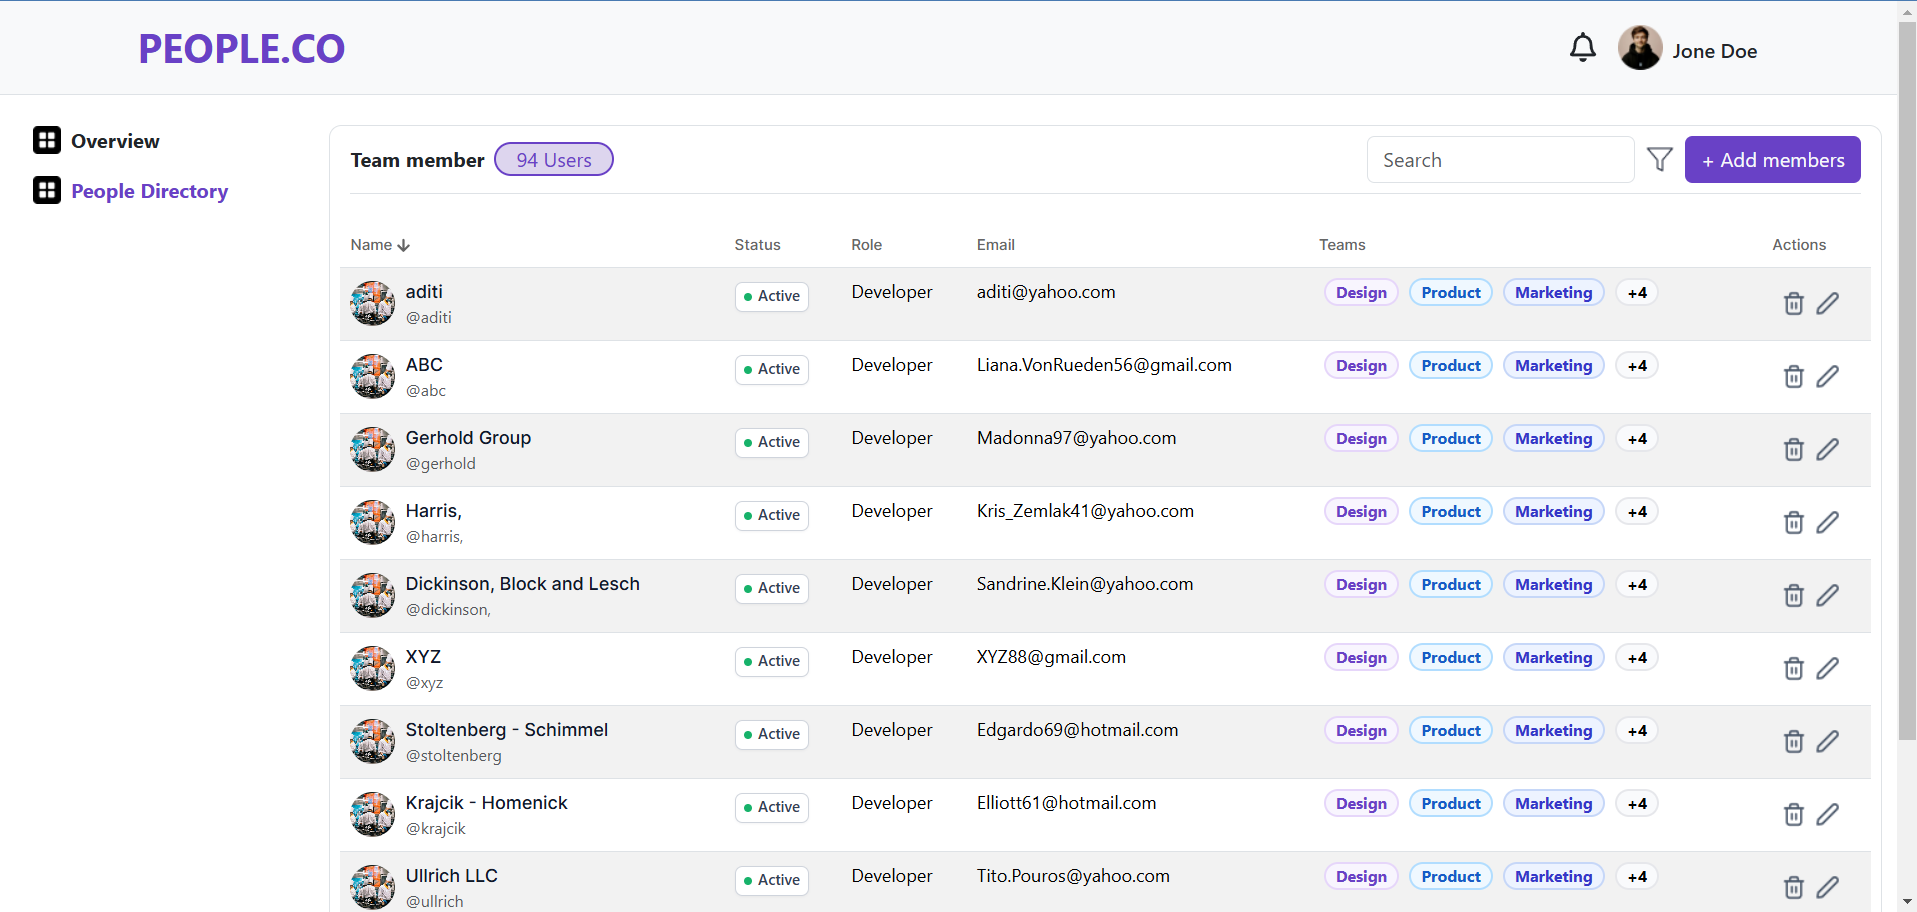 PEOPLE.CO
Jone Doe
Overview
People Directory
Team member 94 Users Search + Add members
Name Status Role Email Teams Actions
aditi Active Developer aditi@yahoo.com Design Product Marketing +4
@aditi
ABC Active Developer Liana.VonRueden56@gmail.com Design Product Marketing +4
@abc
Gerhold Group Active Developer Madonna97@yahoo.com Design Product Marketing +4
@gerhold
Harris, Active Developer Kris_Zemlak41@yahoo.com Design Product Marketing +4
@harris,
Dickinson, Block and Lesch Active Developer Sandrine.Klein@yahoo.com Design Product Marketing +4
@dickinson,
XYZ Active Developer XYZ88@gmail.com Design Product Marketing +4
@xyz
Stoltenberg - Schimmel Active Developer Edgardo69@hotmail.com Design Product Marketing +4
@stoltenberg
Krajcik - Homenick Active Developer Elliott61@hotmail.com Design Product Marketing +4
@krajcik
Ullrich LLC Active Developer Tito.Pouros@yahoo.com Design Product Marketing +4
@ullrich